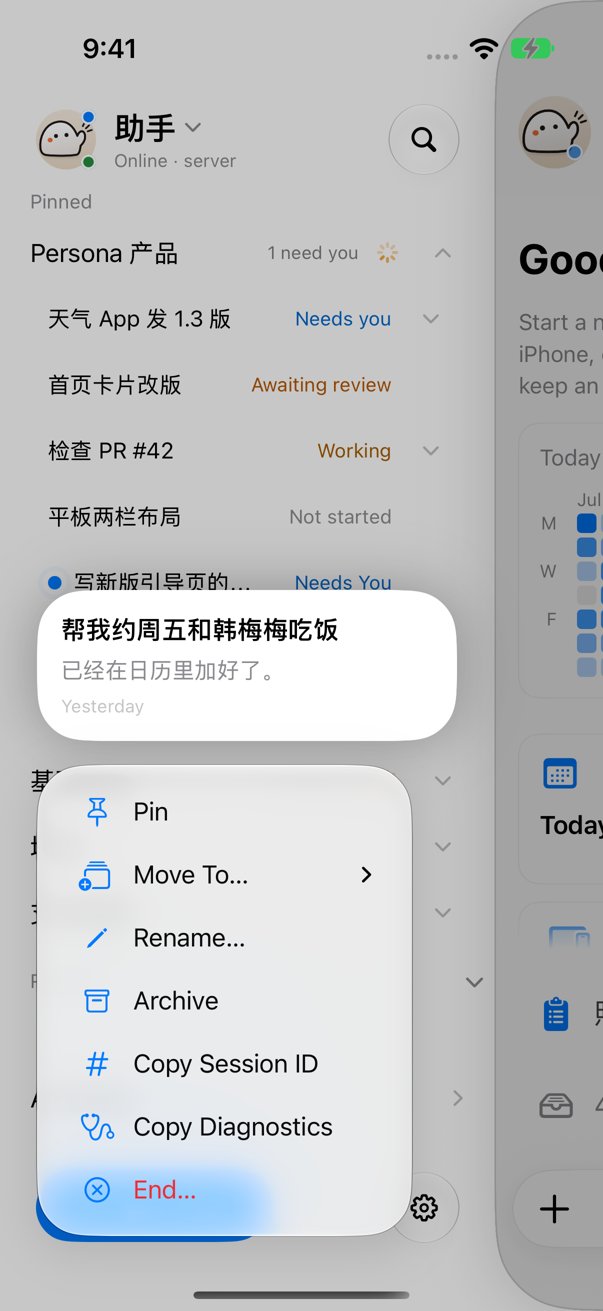 9:41
助手
Online · server
Pinned
Persona 产品
1 need you
天气 App 发 1.3 版
Needs you
首页卡片改版
Awaiting review
检查 PR #42
Working
平板两栏布局
Not started
写新版引导页的...
Needs You
帮我约周五和韩梅梅吃饭
已经在日历里加好了。
Yesterday
Pin
Move To...
Rename...
Archive
Copy Session ID
Copy Diagnostics
End...
Start a n
iPhone,
keep an
Today
Jul
M
W
F
Today